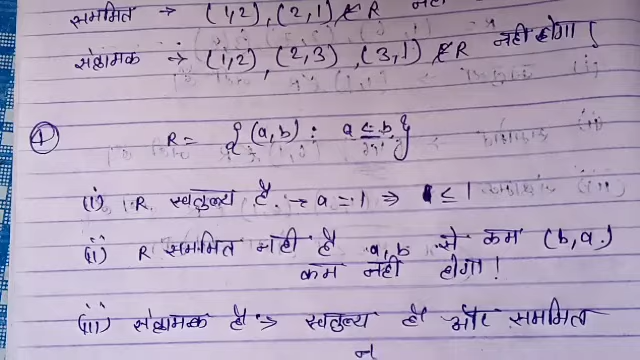 सममित → (1,2), (2,1) ∉ R नहीं
संक्रामक → (1,2), (2,3), (3,1) ∉ R नहीं होगा।
④ R = {(a,b) : a ≤ b}
(i) R स्वतुल्य है. → a = 1 ⇒ 1 ≤ 1
(ii) R सममित नहीं है a,b से कम (b,a)
कम नहीं होगा!
(iii) संक्रामक है ⇒ स्वतुल्य है और सममित
न